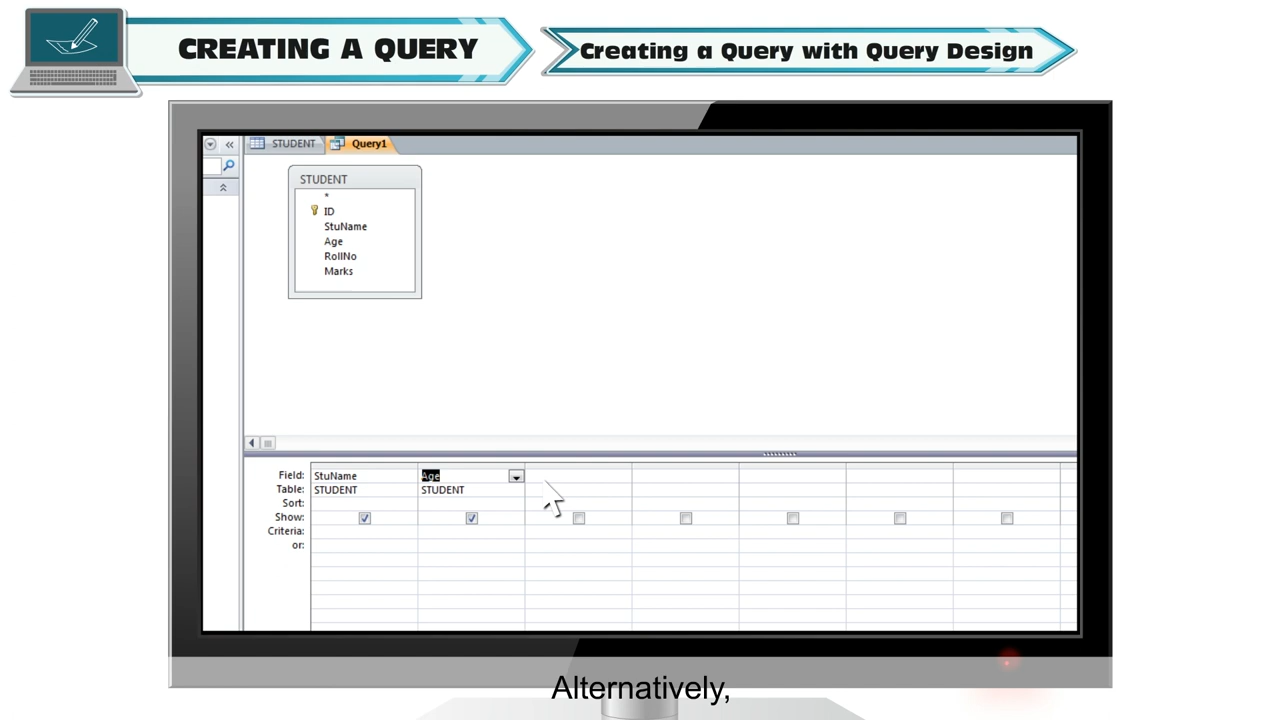 CREATING A QUERY
Creating a Query with Query Design
STUDENT Query1
STUDENT
*
ID
StuName
Age
RollNo
Marks
Field: StuName Age
Table: STUDENT STUDENT
Sort:
Show:
Criteria:
or:
Alternatively,